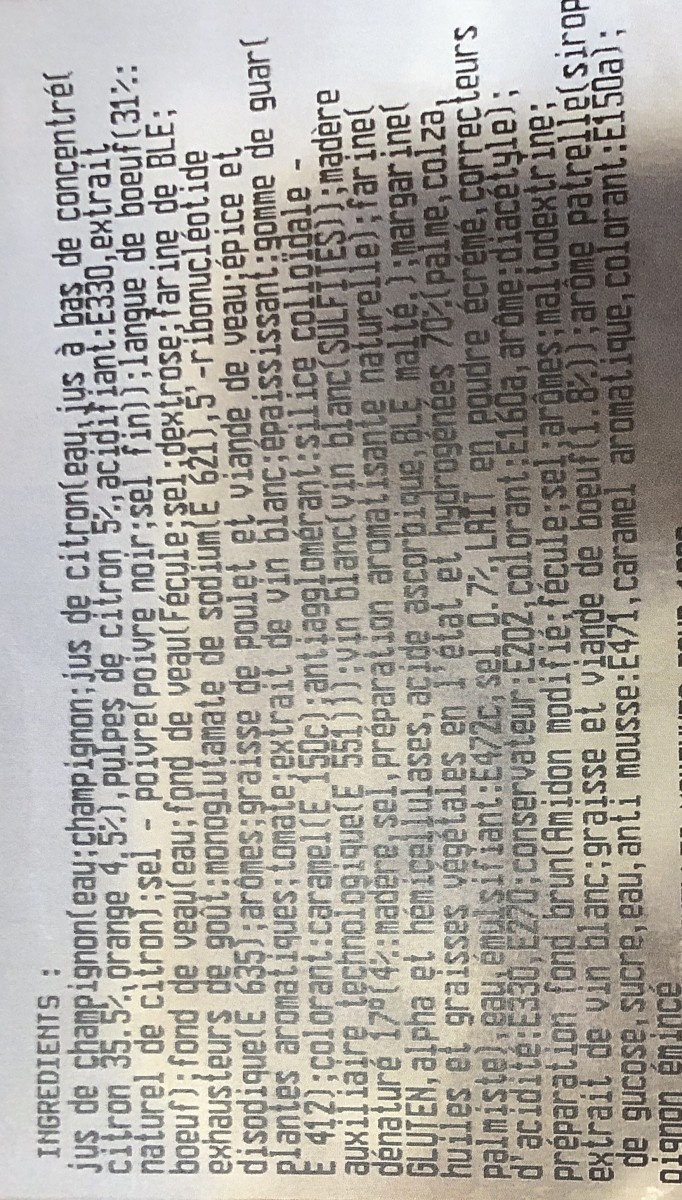 INGREDIENTS :
jus de champignon(eau;champignon;jus de citron(eau,jus à bas de concentré(
citron 35.5%,orange 4.5%),pulpes de citron 5%,acidifiant:E330,extrait
naturel de citron);sel - poivre(poivre noir;sel fin));langue de boeuf(31%:
boeuf);fond de veau(eau;fond de veau(Fécule;sel;dextrose;farine de BLE;
exhausteurs de goût:monoglutamate de sodium(E 621),5'-ribonucléotide
disodique(E 635);arômes;graisse de poulet et viande de veau;épice et
plantes aromatiques;tomate;extrait de vin blanc;épaississant:gomme de guar(
E 412);colorant:caramel(E 150c);antiagglomérant:silice colloïdale -
auxiliaire technologique(E 551)));vin blanc(vin blanc(SULFITES));madère
dénaturé 17°(4%:madère,sel,préparation aromatisante naturelle);farine(
GLUTEN,alpha et hémicellulases,acide ascorbique,BLE malté.);margarine(
huiles et graisses végétales en l'état et hydrogénées 70%(palme,colza,
palmiste),eau,émulsifiant:E472c,sel 0.7%,LAIT en poudre écrémé,correcteurs
d'acidité:E330,E270;conservateur:E202,colorant:E160a,arôme:diacétyle);
préparation fond brun(Amidon modifié;fécule;sel;arômes;maltodextrine;
extrait de vin blanc;graisse et viande de boeuf(1.8%));arôme patrelle(sirop
de gucose,sucre,eau,anti mousse:E471,caramel aromatique,colorant:E150a);
oignon émincé